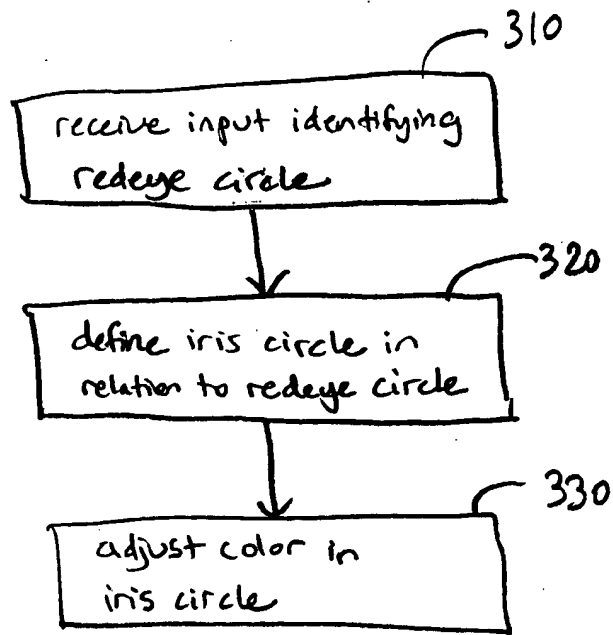 310
receive input identifying
redeye circle
320
define iris circle in
relation to redeye circle
330
adjust color in
iris circle